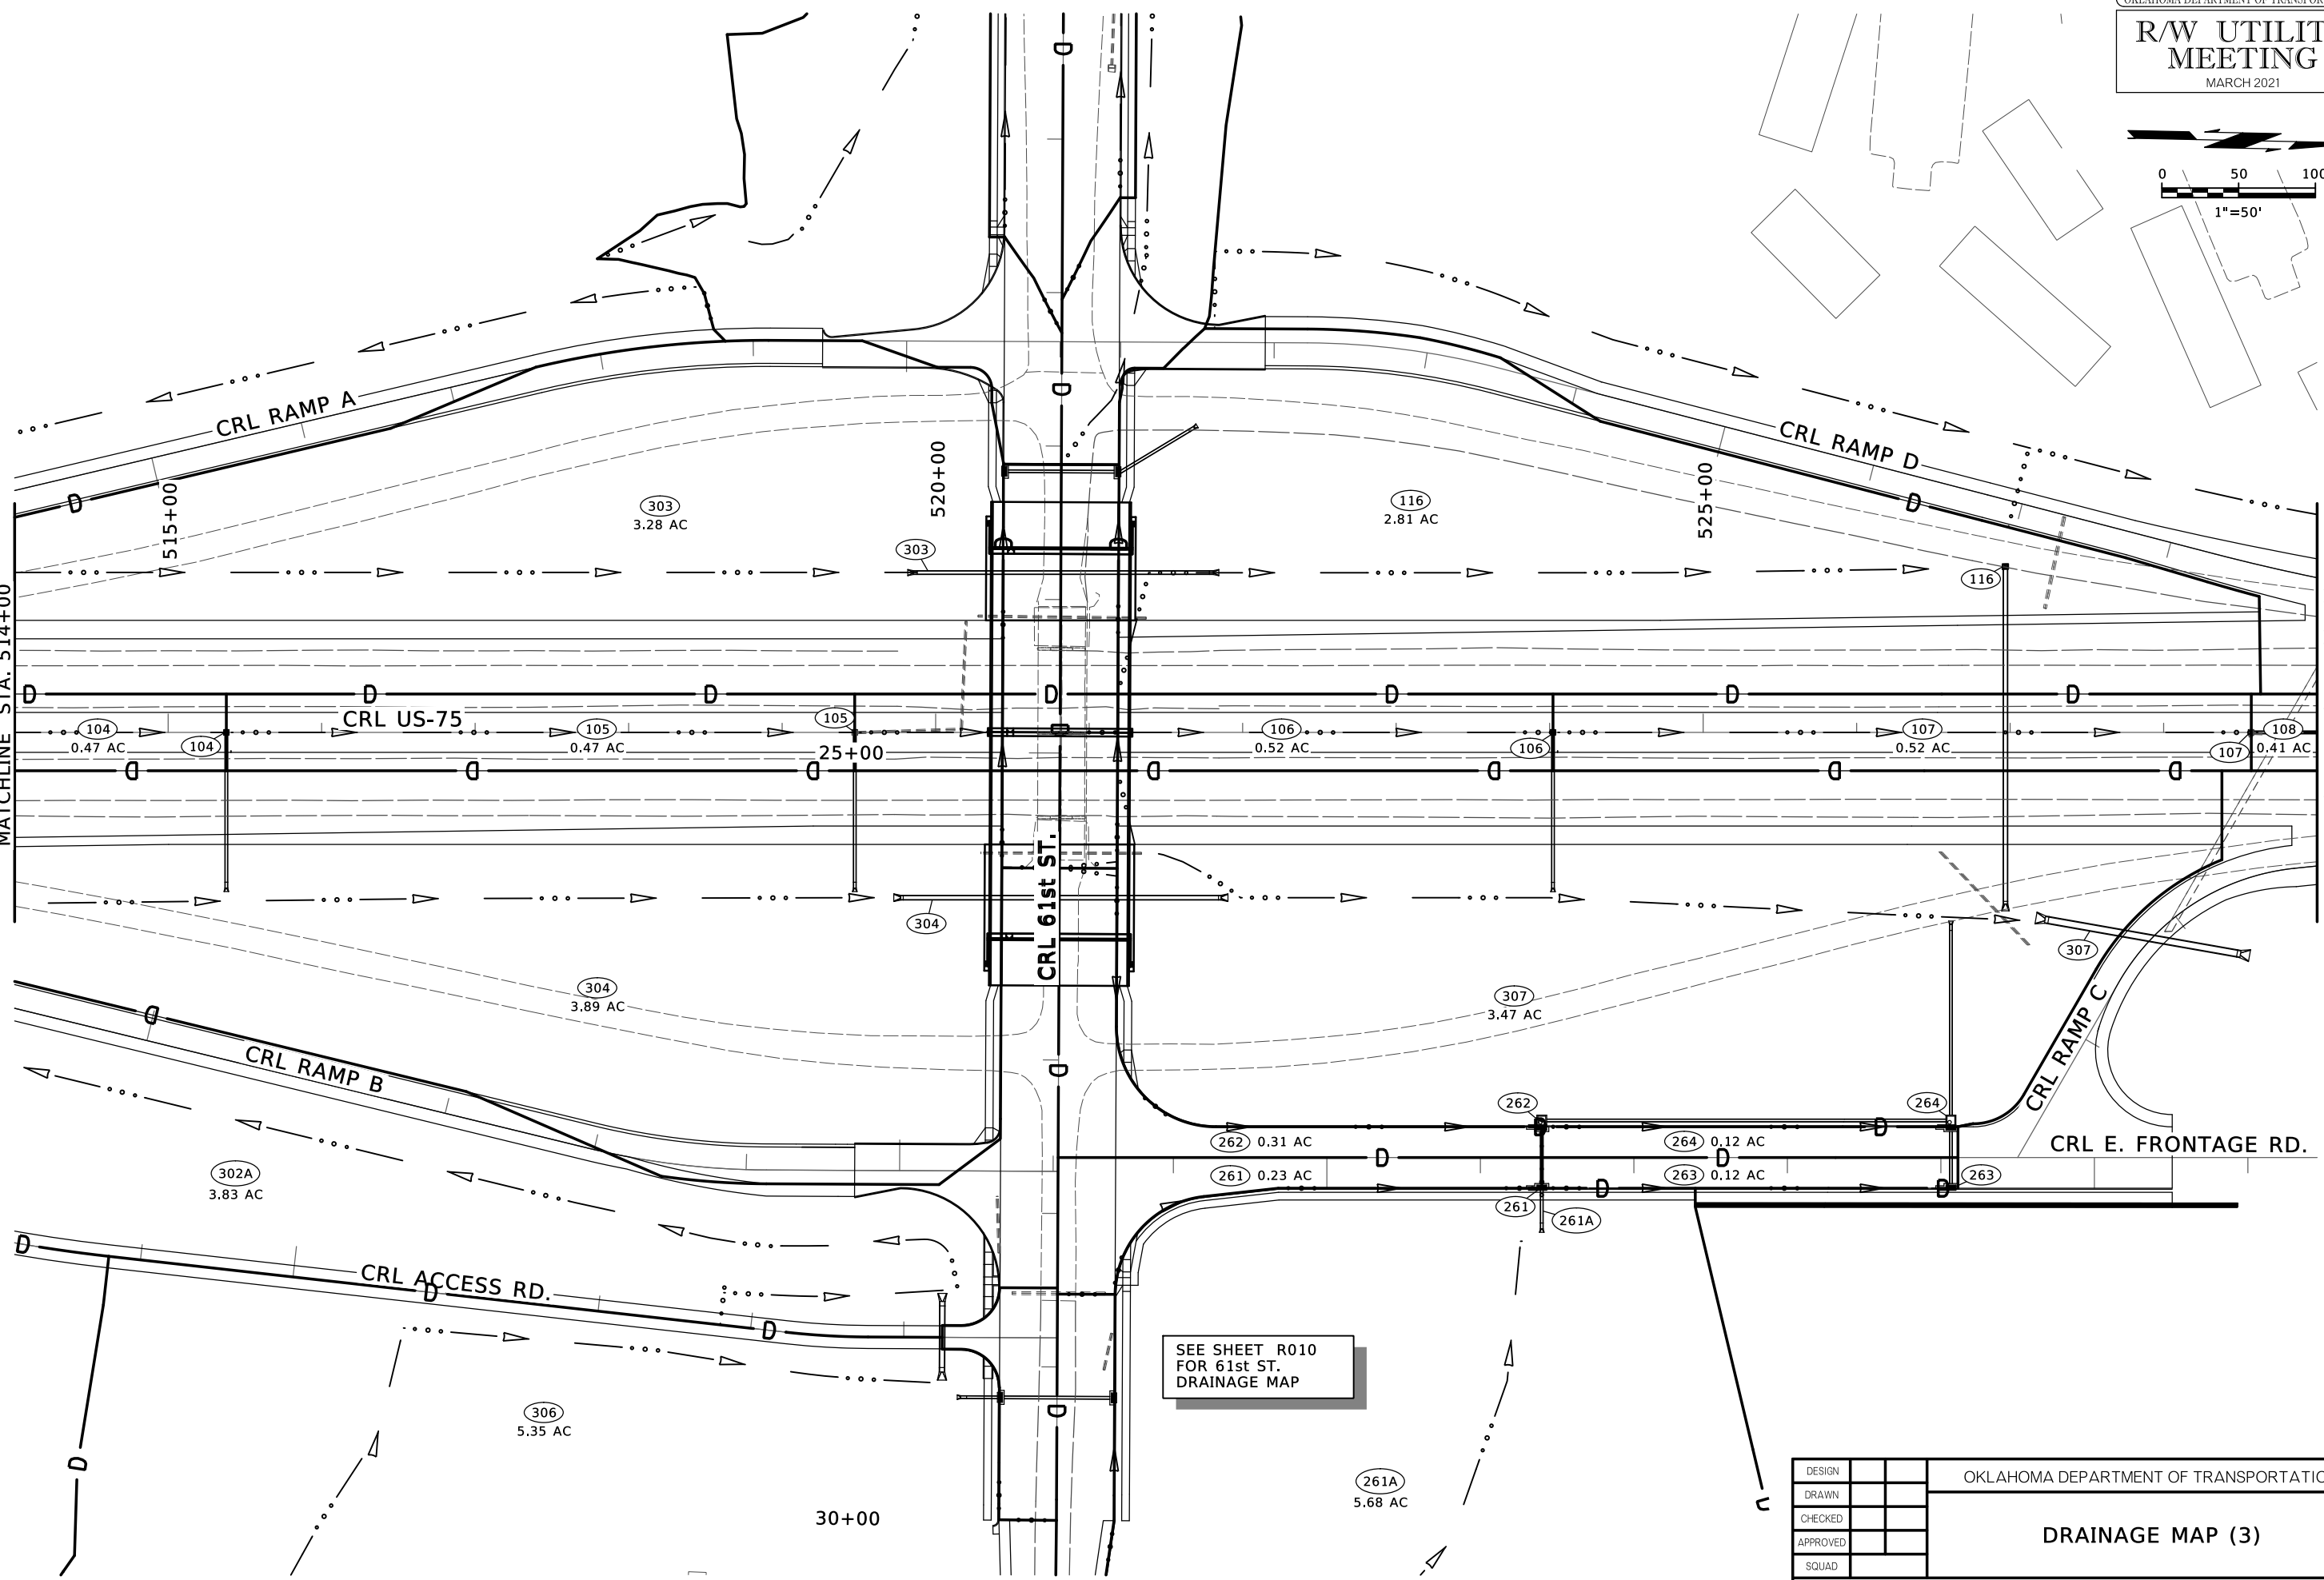 R/W UTILIT
MEETING
MARCH 2021
0 50 100
1"=50'
CRL RAMP A
CRL RAMP D
515+00
520+00
525+00
303
3.28 AC
116
2.81 AC
303
116
MATCHLINE STA. 514+00
D D D D D D D
CRL US-75
104
0.47 AC
104
105
0.47 AC
105
25+00
106
0.52 AC
106
107
0.52 AC
107
108
0.41 AC
D D D D D D D
CRL 61st ST.
304
307
304
3.89 AC
307
3.47 AC
CRL RAMP B
CRL RAMP C
262
264
262 0.31 AC
264 0.12 AC
CRL E. FRONTAGE RD.
261 0.23 AC
263 0.12 AC
263
261
261A
302A
3.83 AC
CRL ACCESS RD.
SEE SHEET R010
FOR 61st ST.
DRAINAGE MAP
306
5.35 AC
261A
5.68 AC
30+00
DESIGN
DRAWN
CHECKED
APPROVED
SQUAD
OKLAHOMA DEPARTMENT OF TRANSPORTATIO
DRAINAGE MAP (3)